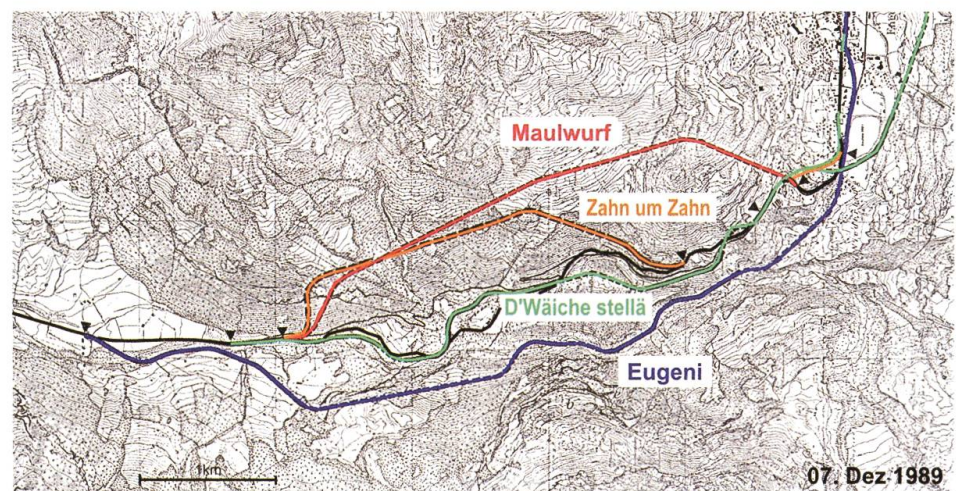 Maulwurf
Zahn um Zahn
D'Wäiche stellä
Eugeni
1km
07. Dez 1989